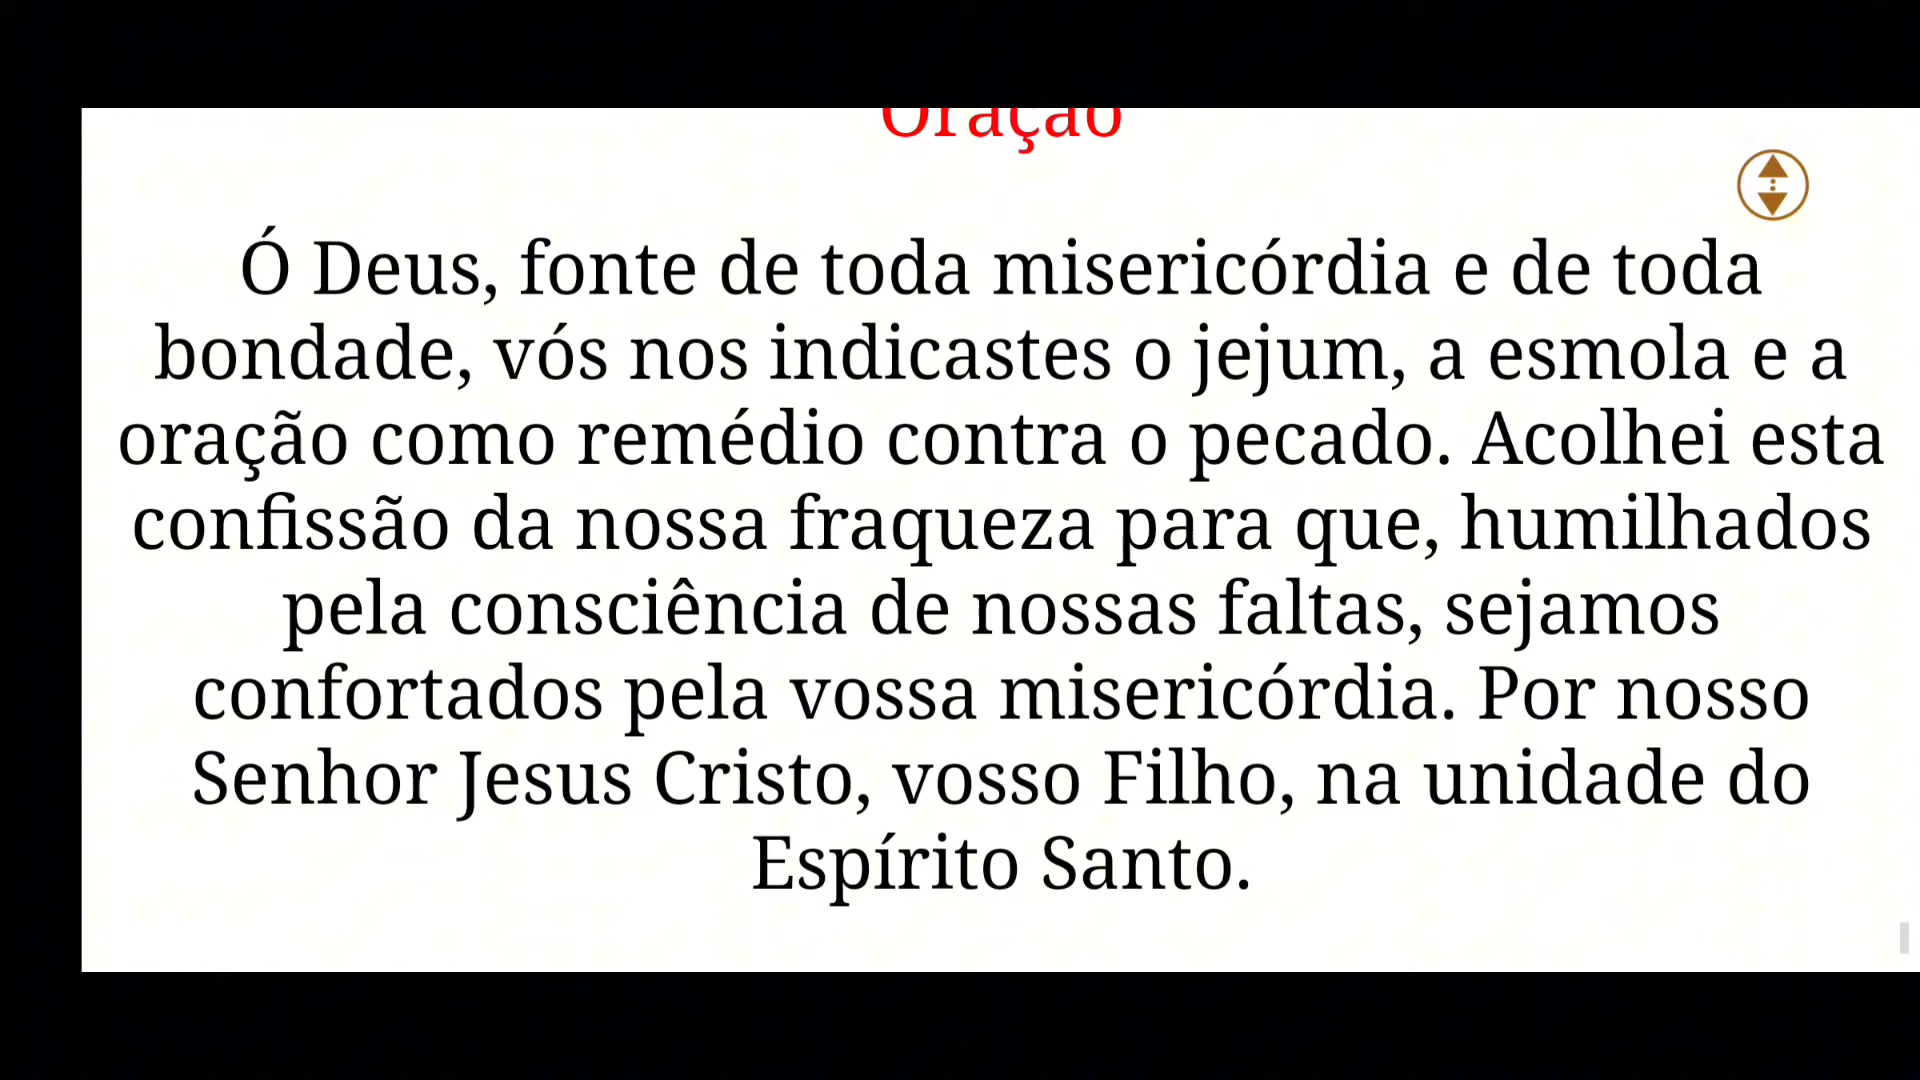 Oração
Ó Deus, fonte de toda misericórdia e de toda
bondade, vós nos indicastes o jejum, a esmola e a
oração como remédio contra o pecado. Acolhei esta
confissão da nossa fraqueza para que, humilhados
pela consciência de nossas faltas, sejamos
confortados pela vossa misericórdia. Por nosso
Senhor Jesus Cristo, vosso Filho, na unidade do
Espírito Santo.